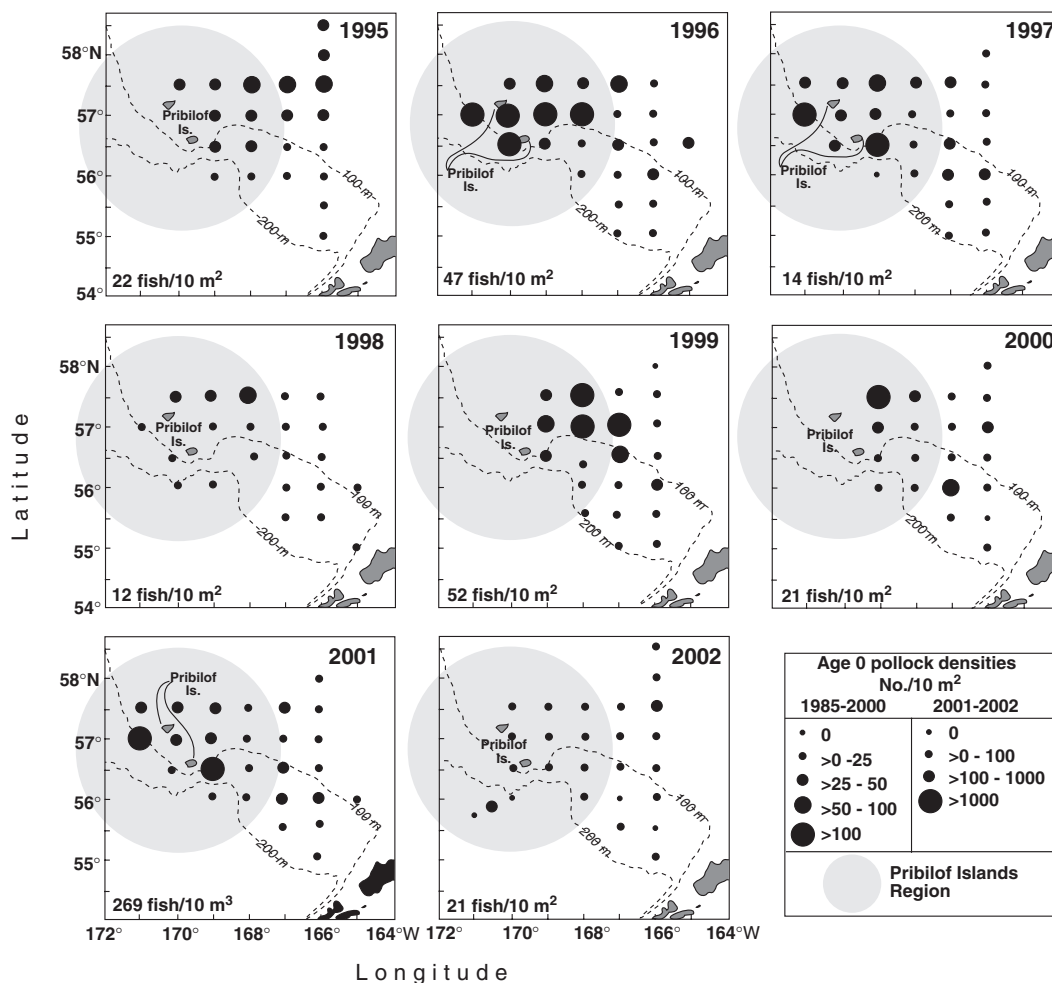 1995
58°N
57°
Pribilof
Is.
56°
100 m
55°
200 m
22 fish/10 m²
54°
1996
Pribilof
Is.
47 fish/10 m²
1997
Pribilof
Is.
100 m
200 m
14 fish/10 m²
1998
58°N
57°
Pribilof
Is.
56°
100 m
200 m
55°
12 fish/10 m²
54°
1999
Pribilof
Is.
100 m
200 m
52 fish/10 m²
2000
Pribilof
Is.
100 m
200 m
21 fish/10 m²
Latitude
2001
Pribilof
Is.
58°N
57°
56°
100 m
200 m
55°
269 fish/10 m³
172°
170°
168°
166°
164°W
2002
Pribilof
Is.
100 m
200 m
21 fish/10 m²
172°
170°
168°
166°
164°W
Longitude
Age 0 pollock densities
No./10 m²
1985-2000
2001-2002
0
0
>0 -25
>0 - 100
>25 - 50
>100 - 1000
>50 - 100
>1000
>100
Pribilof Islands
Region